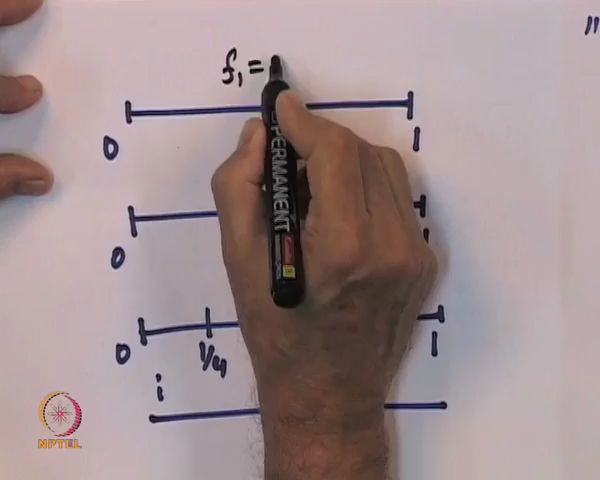 "
f₁ =
0 1
0
0 1/4 1
i
PERMANENT
NPTEL